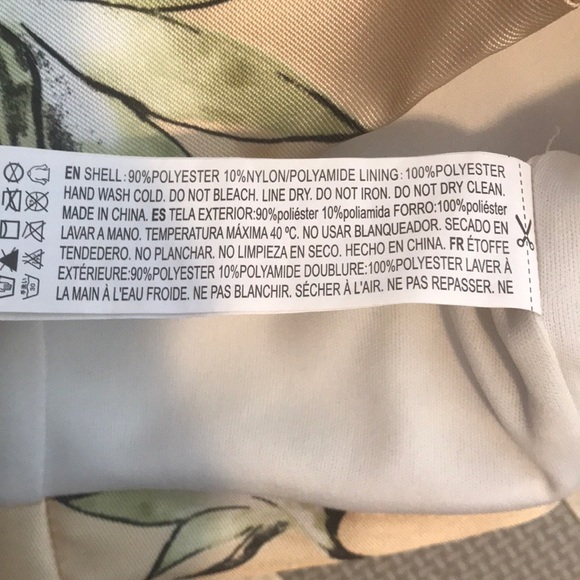 EN SHELL:90%POLYESTER 10%NYLON/POLYAMIDE LINING:100%POLYESTER
HAND WASH COLD. DO NOT BLEACH. LINE DRY. DO NOT IRON. DO NOT DRY CLEAN.
MADE IN CHINA. ES TELA EXTERIOR:90%poliéster 10%poliamida FORRO:100%poliéster
LAVAR A MANO. TEMPERATURA MÁXIMA 40 ºC. NO USAR BLANQUEADOR. SECADO EN
TENDEDERO. NO PLANCHAR. NO LIMPIEZA EN SECO. HECHO EN CHINA. FR ÉTOFFE
EXTÉRIEURE:90%POLYESTER 10%POLYAMIDE DOUBLURE:100%POLYESTER LAVER À
LA MAIN À L'EAU FROIDE. NE PAS BLANCHIR. SÉCHER À L'AIR. NE PAS REPASSER. NE